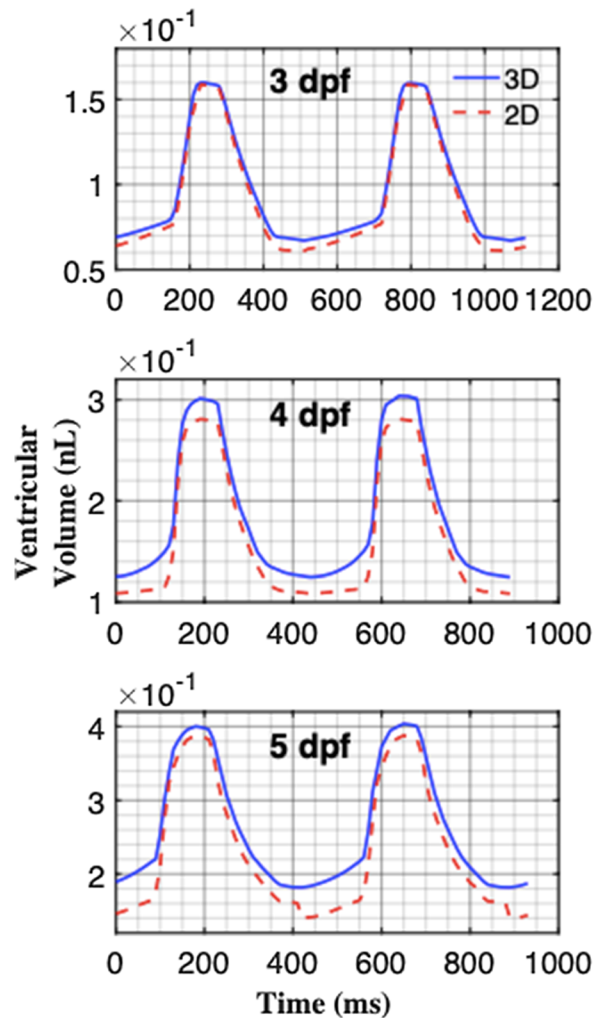 ×10⁻¹
3 dpf
3D
2D
1.5
1
0.5
0 200 400 600 800 1000 1200
×10⁻¹
4 dpf
3
2
1
0 200 400 600 800 1000
Ventricular
Volume (nL)
×10⁻¹
5 dpf
4
3
2
0 200 400 600 800 1000
Time (ms)